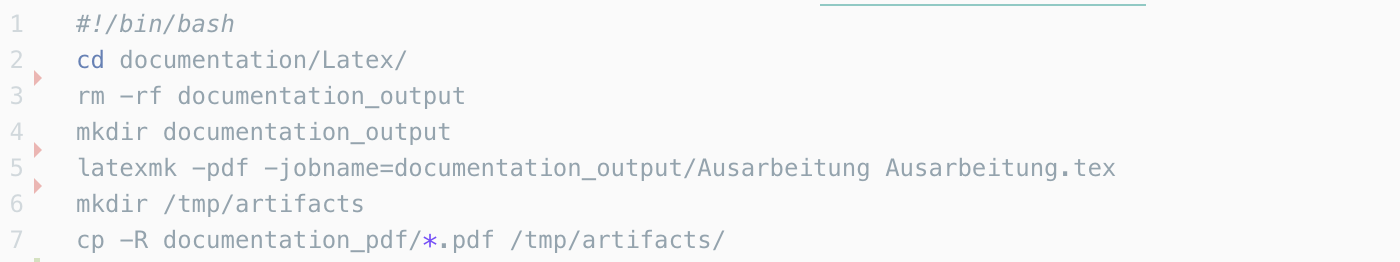 1 #!/bin/bash
2 cd documentation/Latex/
3 rm -rf documentation_output
4 mkdir documentation_output
5 latexmk -pdf -jobname=documentation_output/Ausarbeitung Ausarbeitung.tex
6 mkdir /tmp/artifacts
7 cp -R documentation_pdf/*.pdf /tmp/artifacts/